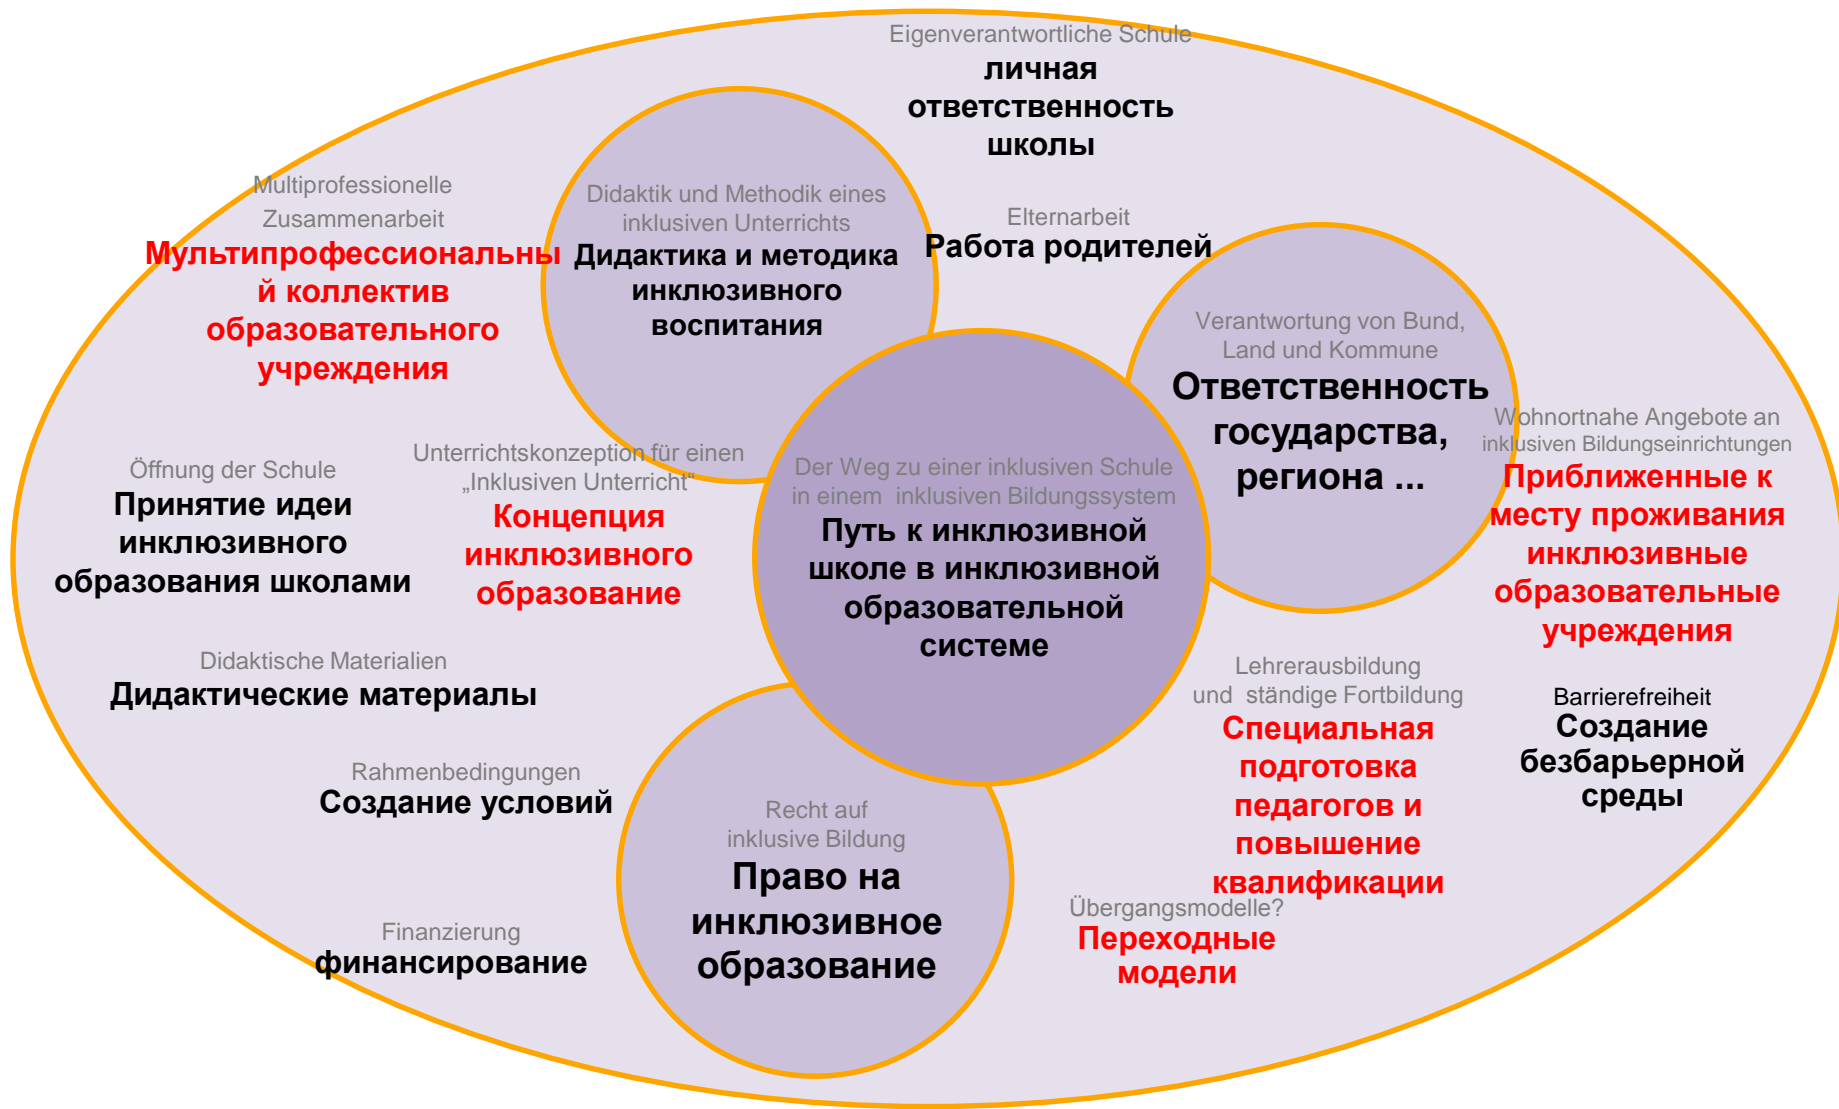 Eigenverantwortliche Schule
личная
ответственность
школы
Multiprofessionelle
Zusammenarbeit
Мультипрофессиональны
й коллектив
образовательного
учреждения
Didaktik und Methodik eines
inklusiven Unterrichts
Дидактика и методика
инклюзивного
воспитания
Elternarbeit
Работа родителей
Verantwortung von Bund,
Land und Kommune
Ответственность
государства,
региона ...
Wohnortnahe Angebote an
inklusiven Bildungseinrichtungen
Приближенные к
месту проживания
инклюзивные
образовательные
учреждения
Öffnung der Schule
Принятие идеи
инклюзивного
образования школами
Unterrichtskonzeption für einen
„Inklusiven Unterricht“
Концепция
инклюзивного
образование
Der Weg zu einer inklusiven Schule
in einem inklusiven Bildungssystem
Путь к инклюзивной
школе в инклюзивной
образовательной
системе
Didaktische Materialien
Дидактические материалы
Lehrerausbildung
und ständige Fortbildung
Специальная
подготовка
педагогов и
повышение
квалификации
Barrierefreiheit
Создание
безбарьерной
среды
Rahmenbedingungen
Создание условий
Recht auf
inklusive Bildung
Право на
инклюзивное
образование
Übergangsmodelle?
Переходные
модели
Finanzierung
финансирование